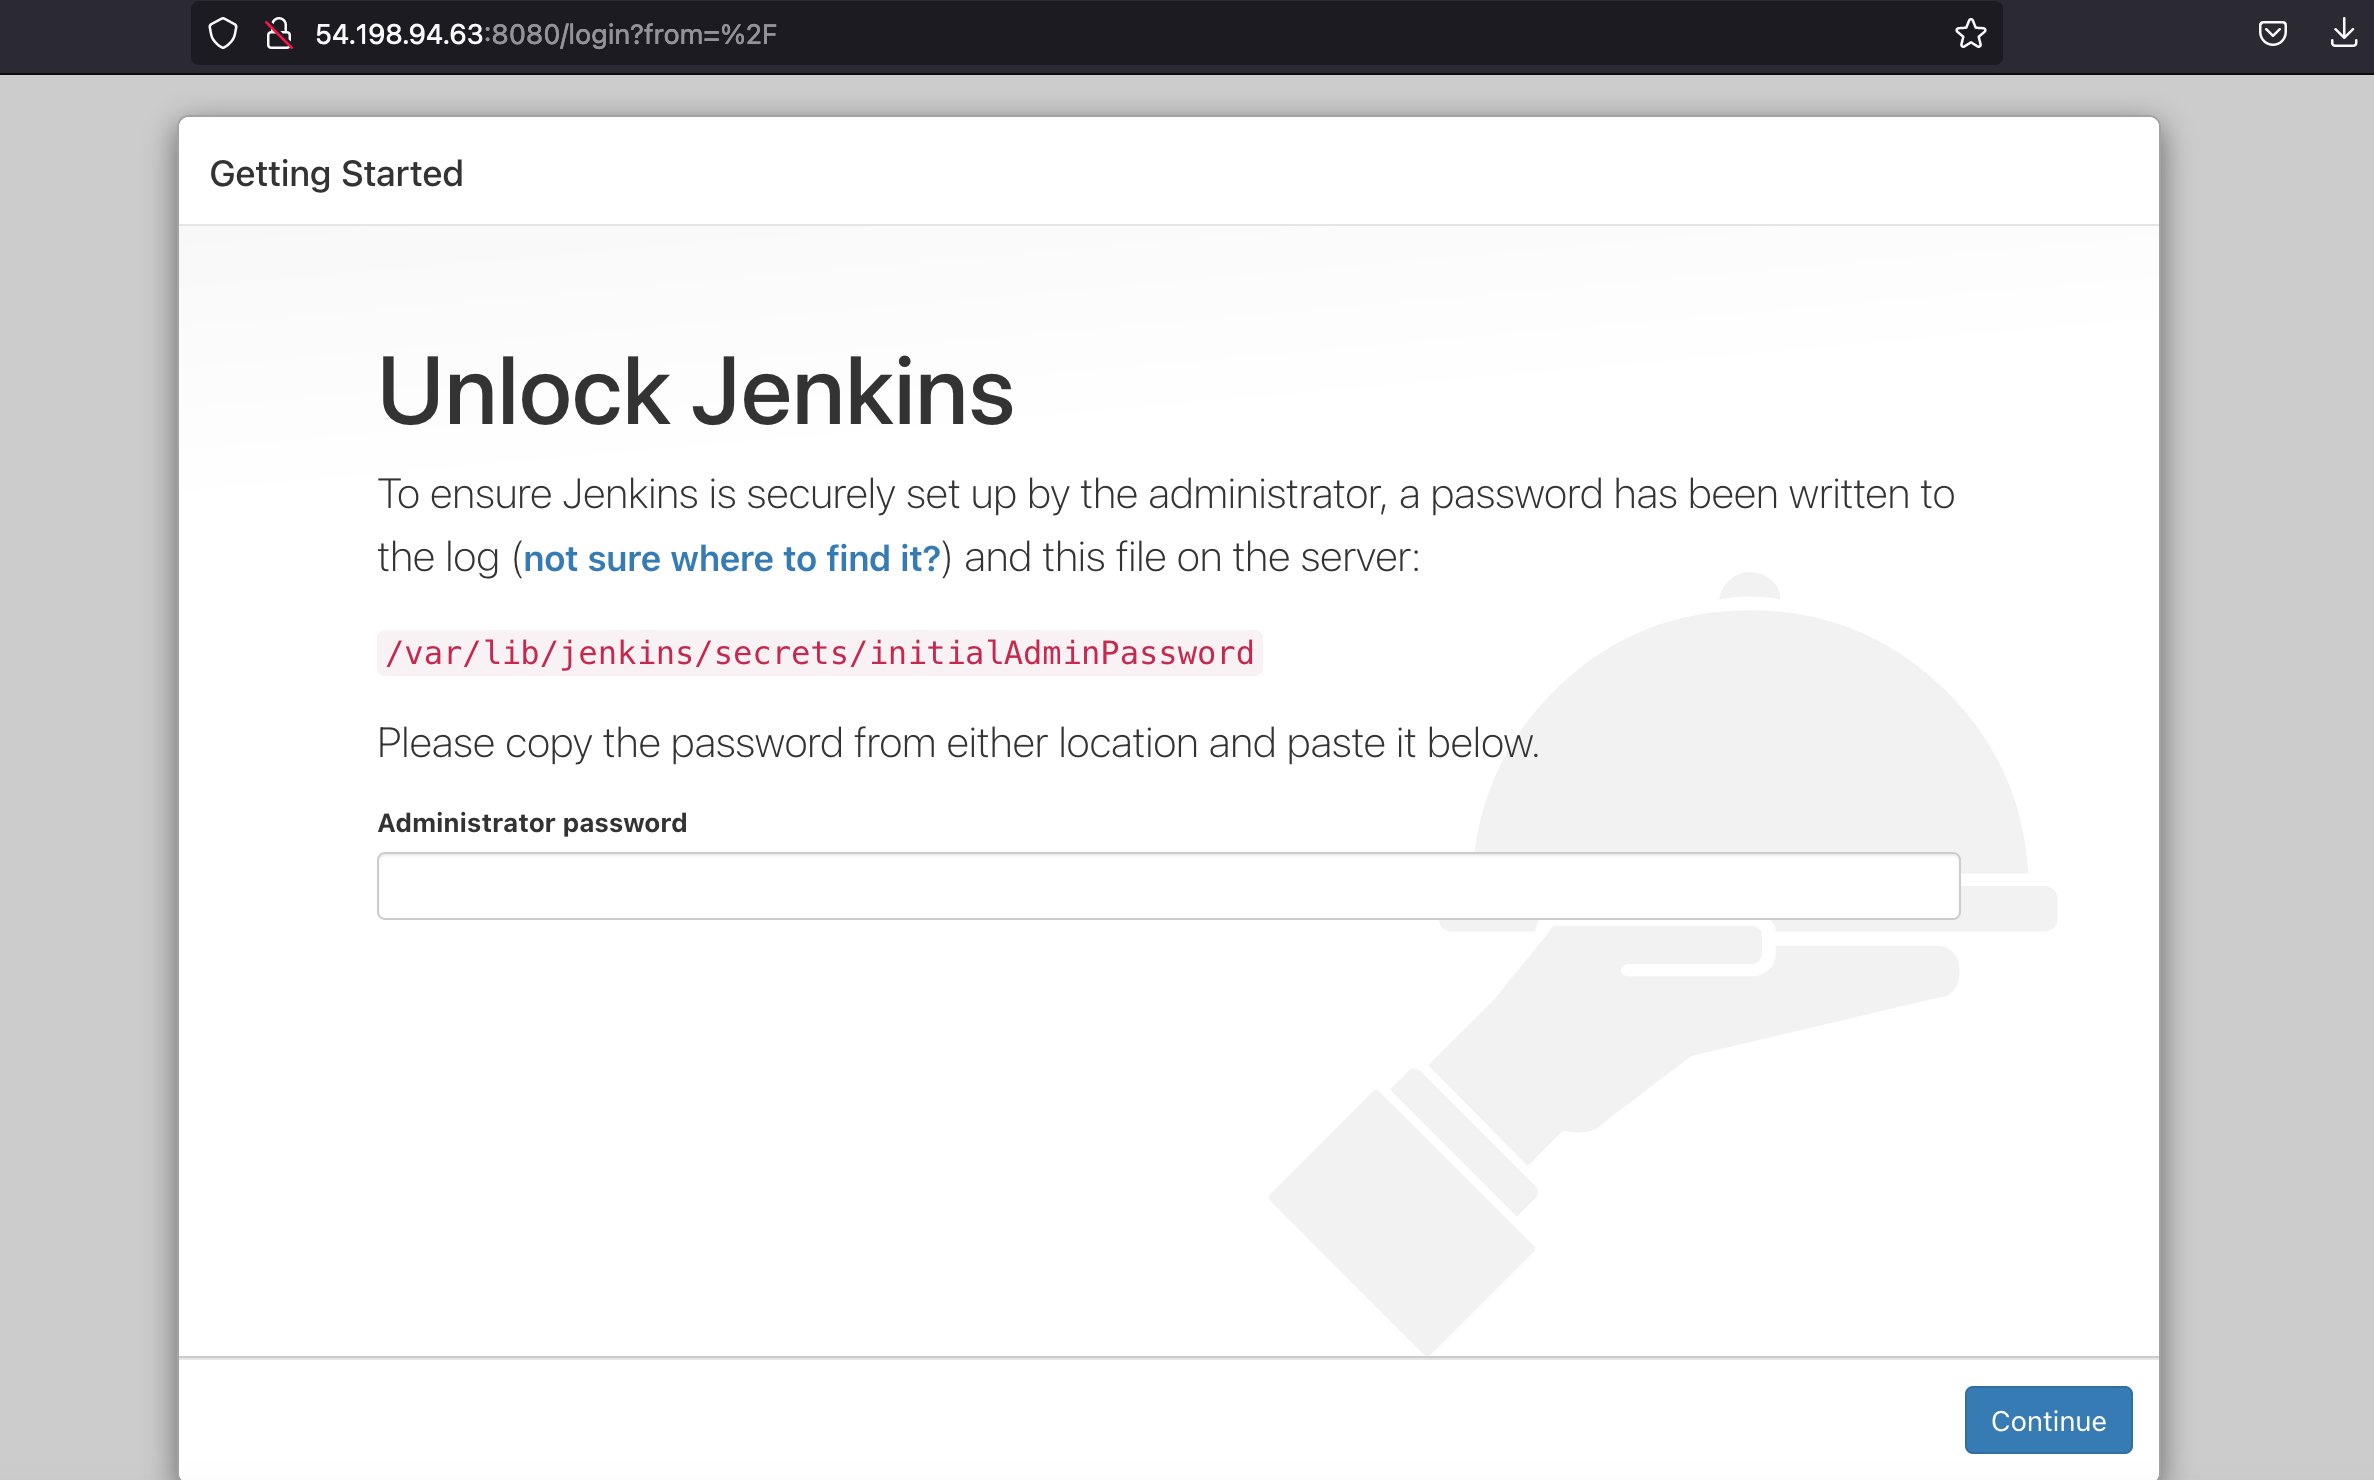 54.198.94.63:8080/login?from=%2F
Getting Started
Unlock Jenkins
To ensure Jenkins is securely set up by the administrator, a password has been written to
the log (not sure where to find it?) and this file on the server:
/var/lib/jenkins/secrets/initialAdminPassword
Please copy the password from either location and paste it below.
Administrator password
Continue